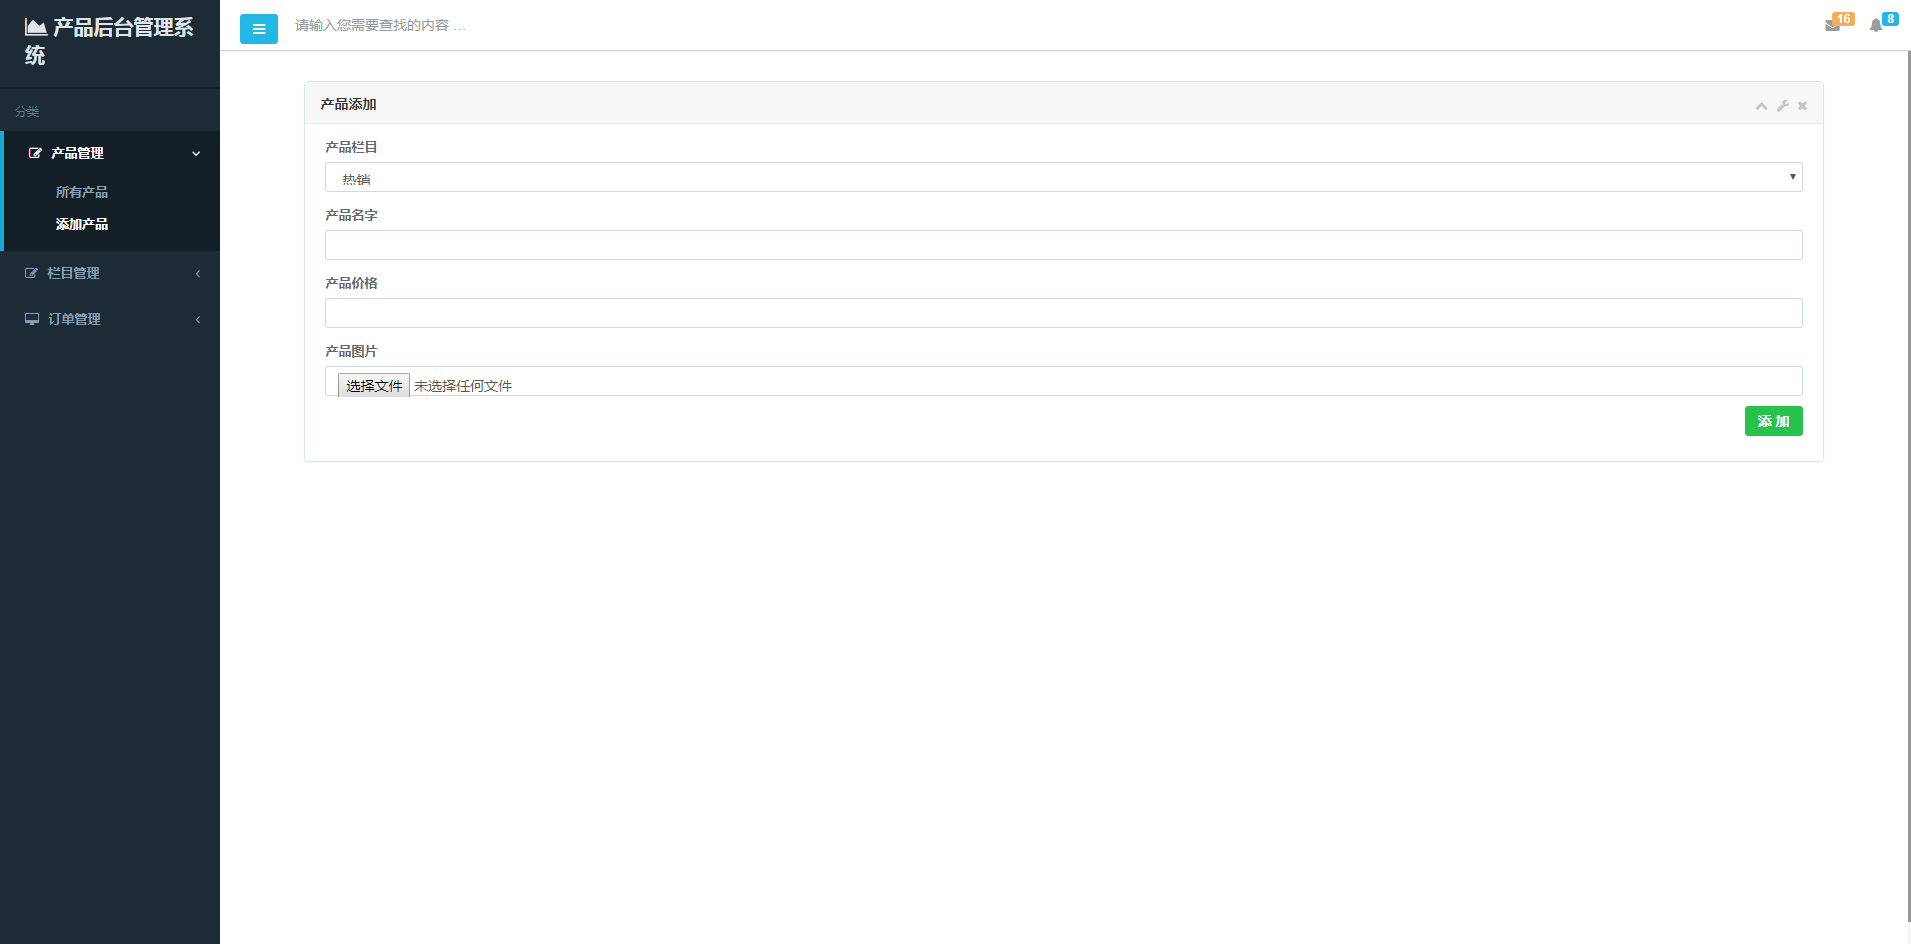 产品后台管理系
统
分类
产品管理
所有产品
添加产品
栏目管理
订单管理
请输入您需要查找的内容 …
16
8
产品添加
产品栏目
热销
产品名字
产品价格
产品图片
选择文件 未选择任何文件
添 加